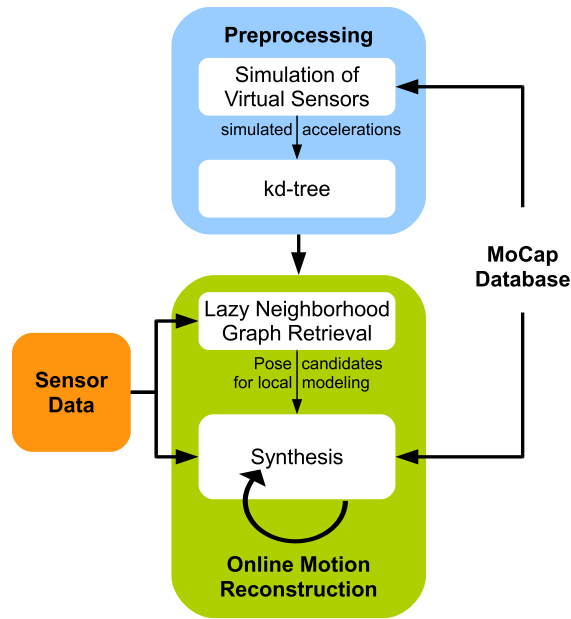 Preprocessing
Simulation of
Virtual Sensors
simulated accelerations
kd-tree
MoCap
Database
Lazy Neighborhood
Graph Retrieval
Pose candidates
for local modeling
Sensor
Data
Synthesis
Online Motion
Reconstruction